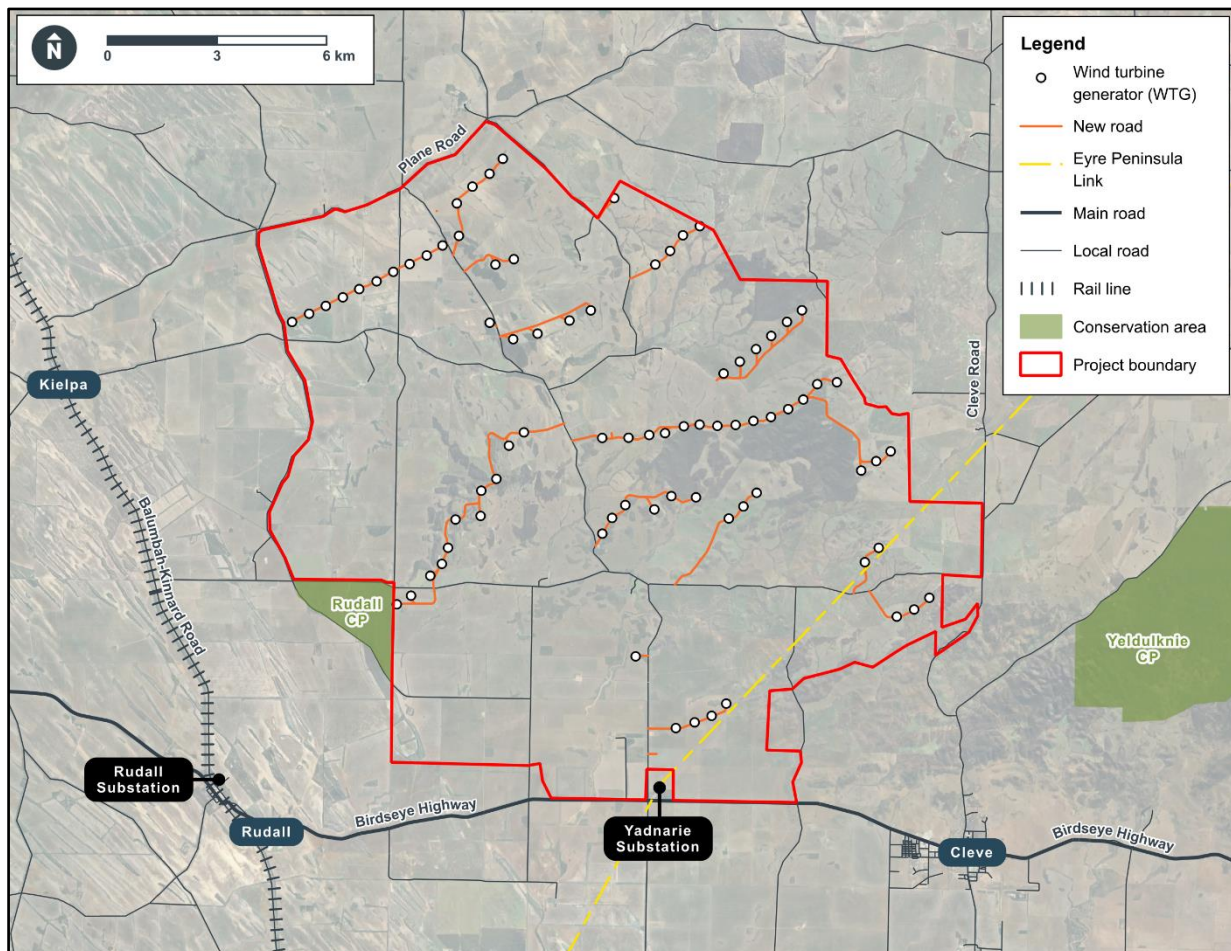 N
0
3
6 km
Legend
Wind turbine
generator (WTG)
New road
Eyre Peninsula
Link
Main road
Local road
Rail line
Conservation area
Project boundary
Plane Road
Kielpa
Cleve Road
Balumbah-Kinnard Road
Rudall
CP
Yeldulknie
CP
Rudall
Substation
Birdseye Highway
Rudall
Yadnarie
Substation
Cleve
Birdseye Highway